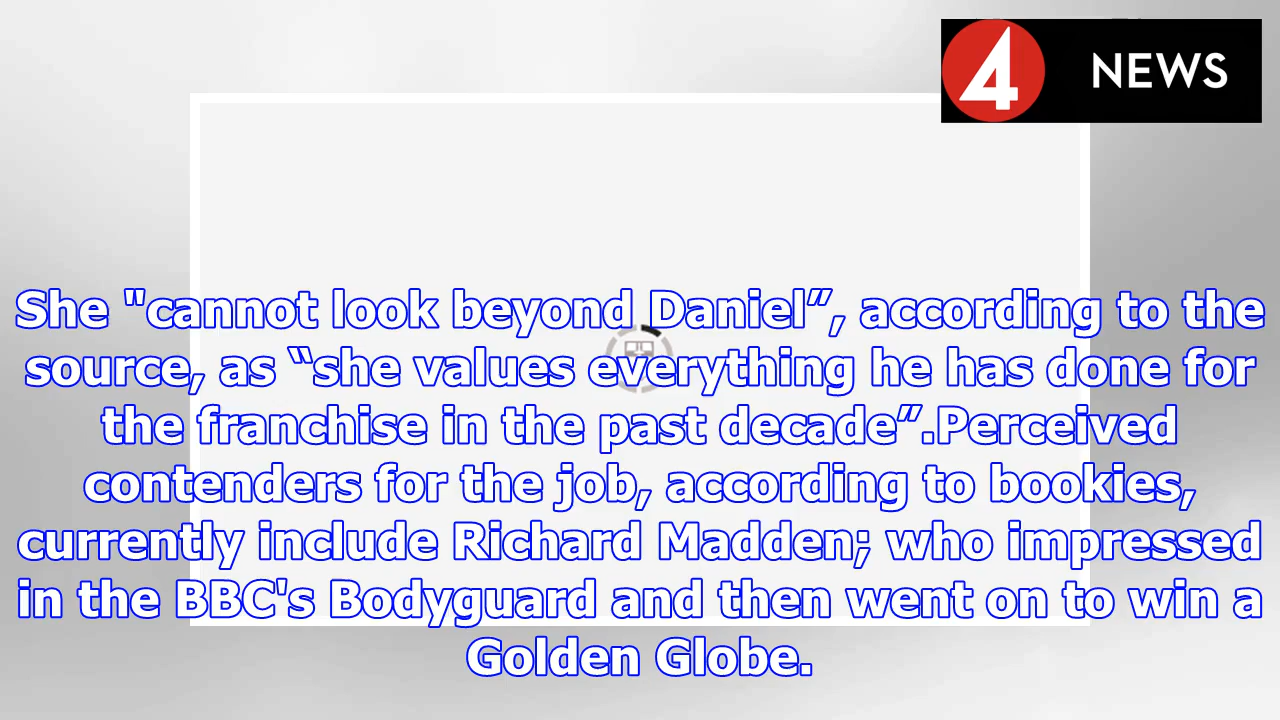 4 NEWS
She "cannot look beyond Daniel”, according to the
source, as “she values everything he has done for
the franchise in the past decade”.Perceived
contenders for the job, according to bookies,
currently include Richard Madden; who impressed
in the BBC's Bodyguard and then went on to win a
Golden Globe.